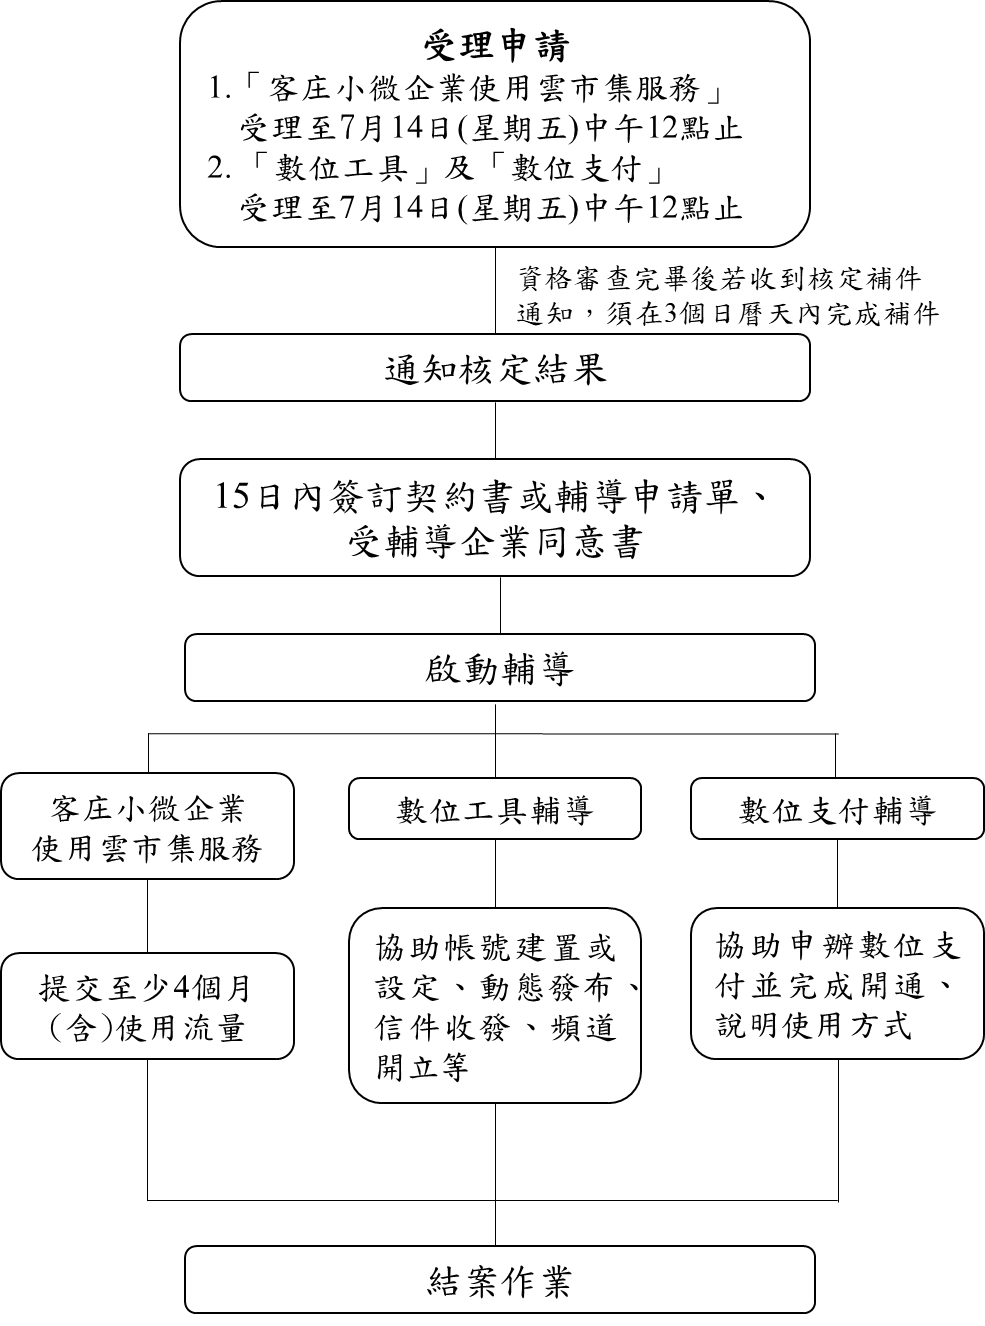 受理申請
1.「客庄小微企業使用雲市集服務」
受理至7月14日(星期五)中午12點止
2.「數位工具」及「數位支付」
受理至7月14日(星期五)中午12點止
資格審查完畢後若收到核定補件
通知，須在3個日曆天內完成補件
通知核定結果
15日內簽訂契約書或輔導申請單、
受輔導企業同意書
啟動輔導
客庄小微企業
使用雲市集服務
數位工具輔導
數位支付輔導
提交至少4個月
(含)使用流量
協助帳號建置或
設定、動態發布、
信件收發、頻道
開立等
協助申辦數位支
付並完成開通、
說明使用方式
結案作業